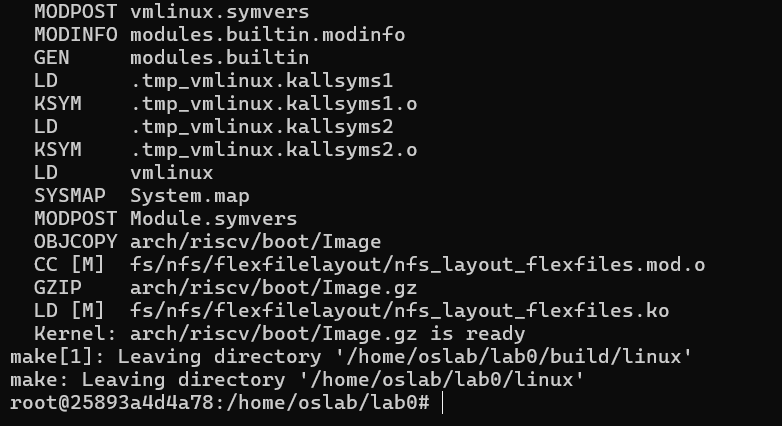 MODPOST vmlinux.symvers
MODINFO modules.builtin.modinfo
GEN     modules.builtin
LD      .tmp_vmlinux.kallsyms1
KSYM    .tmp_vmlinux.kallsyms1.o
LD      .tmp_vmlinux.kallsyms2
KSYM    .tmp_vmlinux.kallsyms2.o
LD      vmlinux
SYSMAP  System.map
MODPOST Module.symvers
OBJCOPY arch/riscv/boot/Image
CC [M]  fs/nfs/flexfilelayout/nfs_layout_flexfiles.mod.o
GZIP    arch/riscv/boot/Image.gz
LD [M]  fs/nfs/flexfilelayout/nfs_layout_flexfiles.ko
Kernel: arch/riscv/boot/Image.gz is ready
make[1]: Leaving directory '/home/oslab/lab0/build/linux'
make: Leaving directory '/home/oslab/lab0/linux'
root@25893a4d4a78:/home/oslab/lab0#